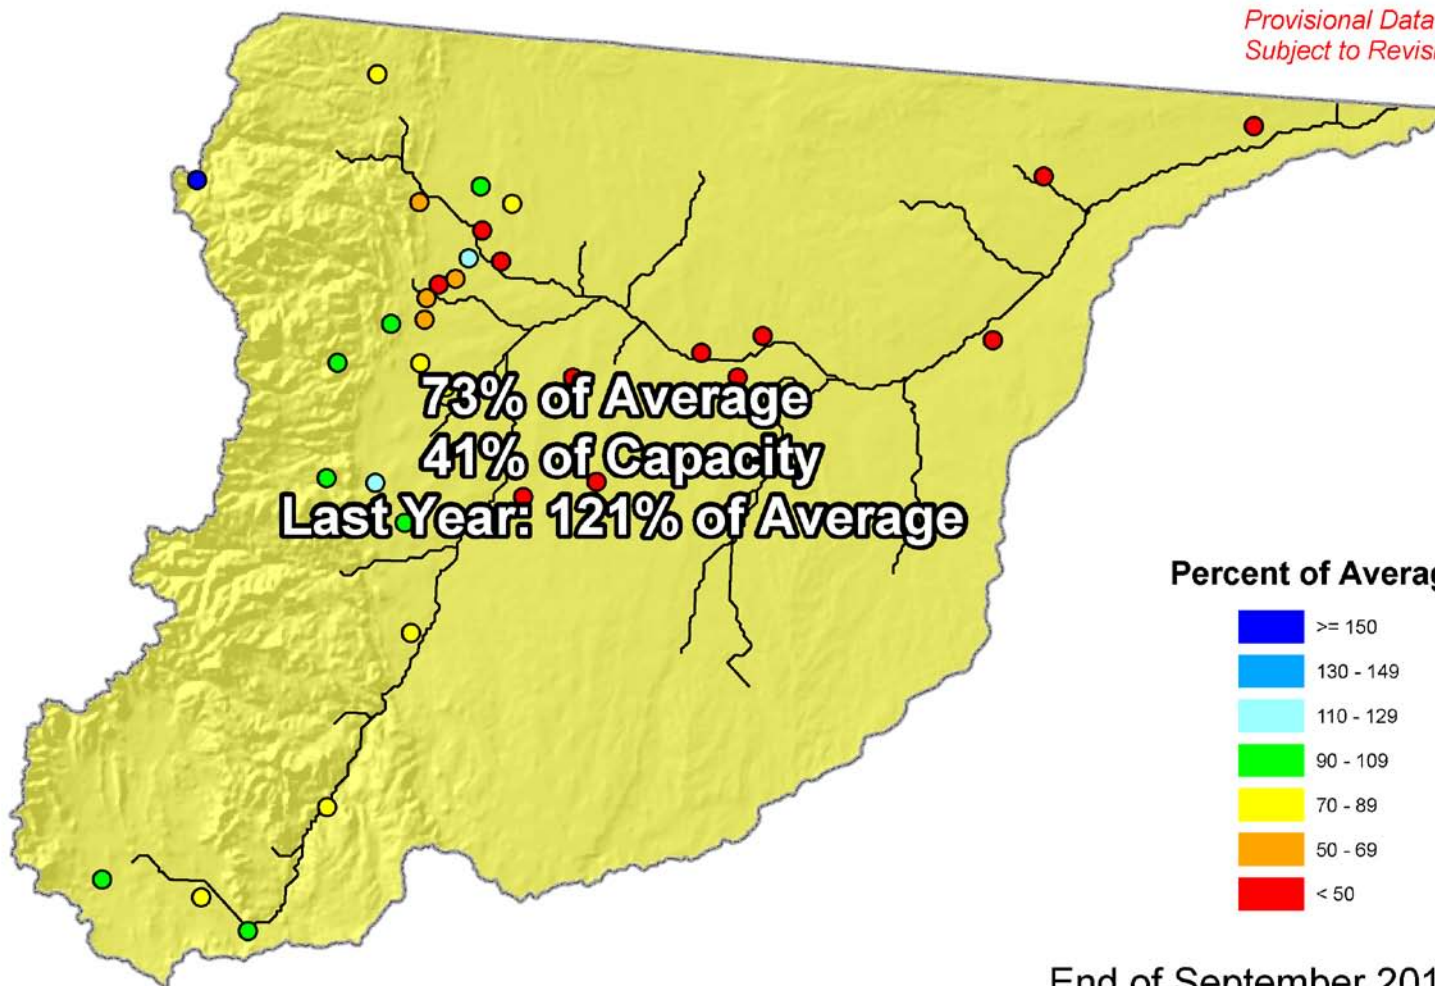 Provisional Data
Subject to Revis
73% of Average
41% of Capacity
Last Year: 121% of Average
Percent of Averag
>= 150
130 - 149
110 - 129
90 - 109
70 - 89
50 - 69
< 50
End of September 201